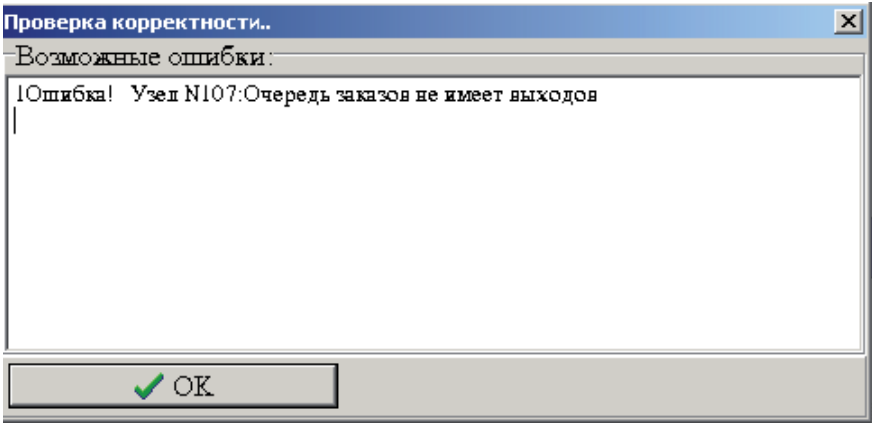 Проверка корректности..
Возможные ошибки:
1Ошибка! Узел N107:Очередь заказов не имеет выходов
OK